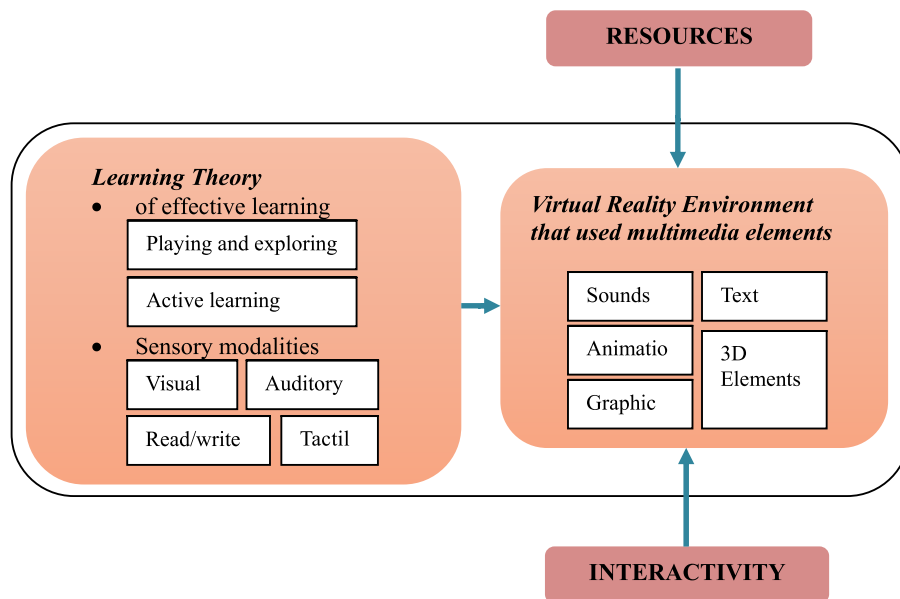 RESOURCES
Learning Theory
• of effective learning
Playing and exploring
Active learning
• Sensory modalities
Visual
Auditory
Read/write
Tactil
Virtual Reality Environment
that used multimedia elements
Sounds
Text
Animatio
3D
Elements
Graphic
INTERACTIVITY